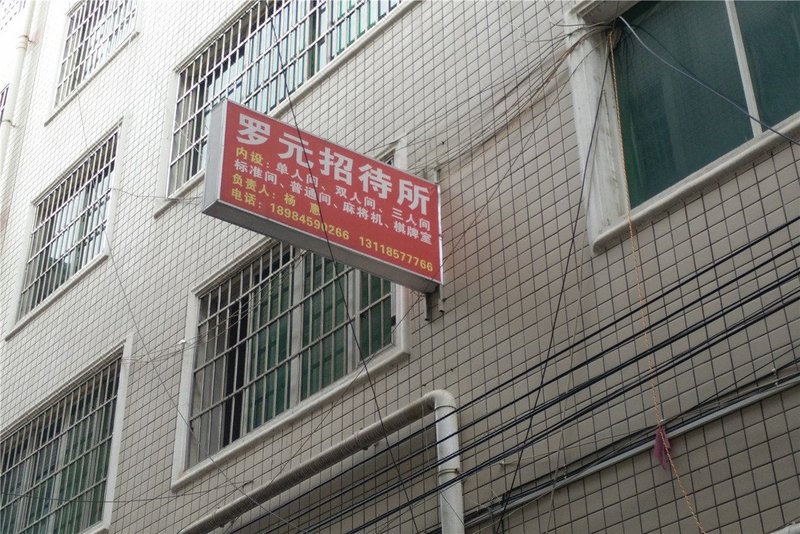 罗元招待所
内设：单人间、双人间、三人间
标准间、普通间、麻将机、棋牌室
负责人：杨 惠
电话：18984590266 13118577766